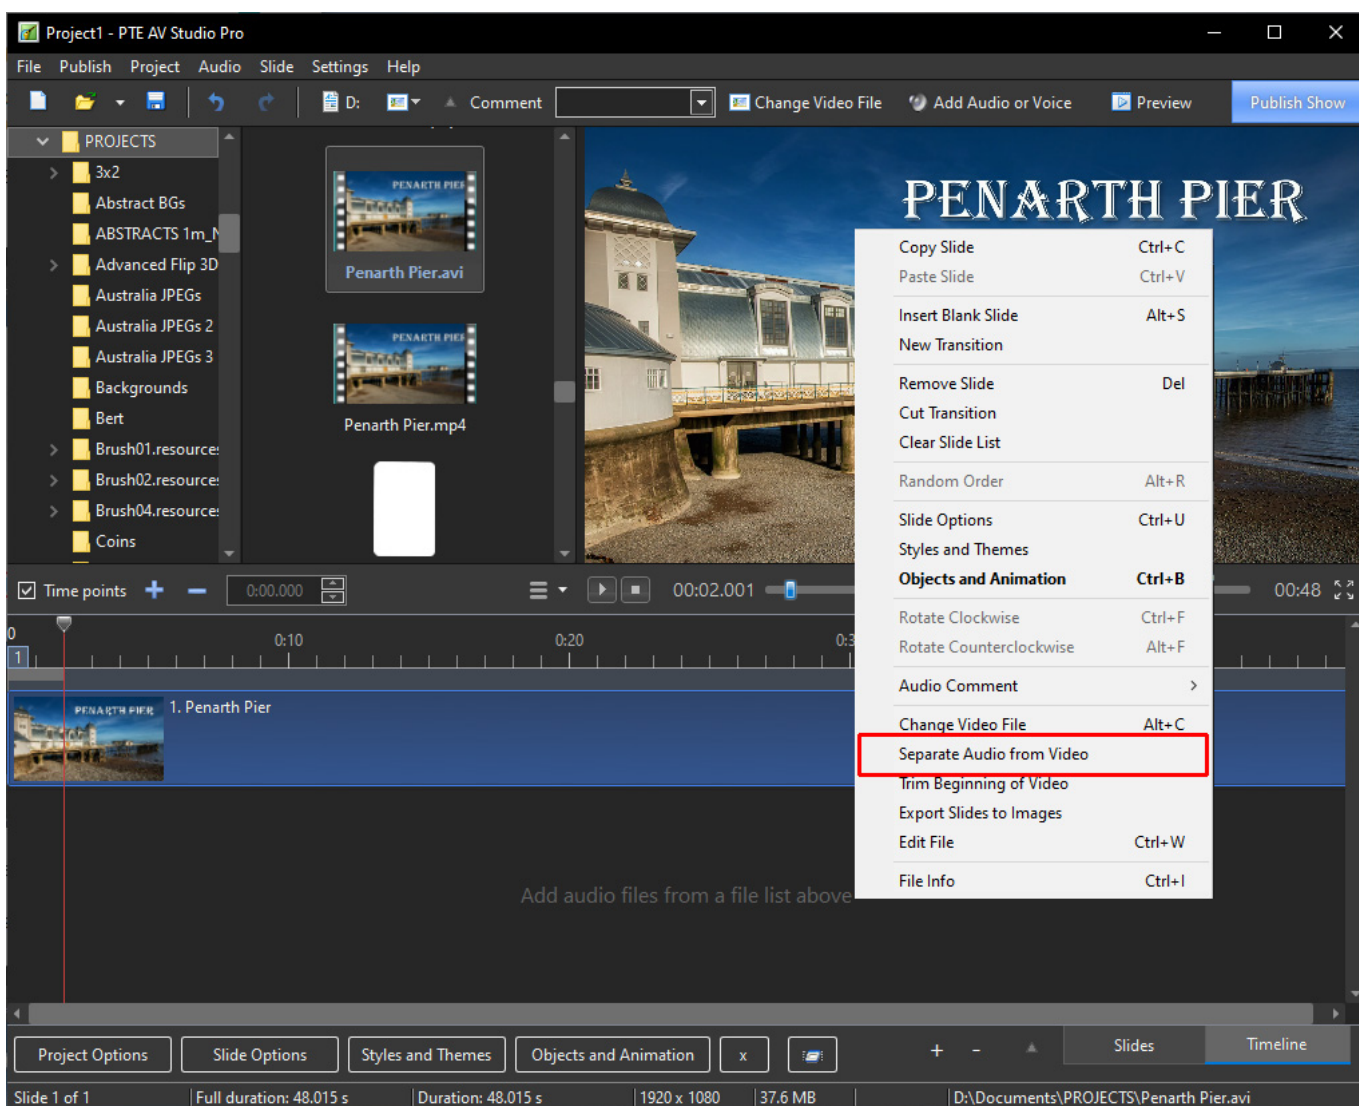 Project1 - PTE AV Studio Pro
File Publish Project Audio Slide Settings Help
D: Comment Change Video File Add Audio or Voice Preview Publish Show
PROJECTS
3x2
Abstract BGs
ABSTRACTS 1m_N
Advanced Flip 3D
Australia JPEGs
Australia JPEGs 2
Australia JPEGs 3
Backgrounds
Bert
Brush01.resource
Brush02.resource
Brush04.resource
Coins
PENARTH PIER
Penarth Pier.avi
PENARTH PIER
Penarth Pier.mp4
PENARTH PIER
Copy Slide Ctrl+C
Paste Slide Ctrl+V
Insert Blank Slide Alt+S
New Transition
Remove Slide Del
Cut Transition
Clear Slide List
Random Order Alt+R
Slide Options Ctrl+U
Styles and Themes
Objects and Animation Ctrl+B
Rotate Clockwise Ctrl+F
Rotate Counterclockwise Alt+F
Audio Comment
Change Video File Alt+C
Separate Audio from Video
Trim Beginning of Video
Export Slides to Images
Edit File Ctrl+W
File Info Ctrl+I
Time points 0:00.000 00:02.001 00:48
0 0:10 0:20 0:3
1
PENARTH PIER 1. Penarth Pier
Add audio files from a file list above
Project Options Slide Options Styles and Themes Objects and Animation x + - Slides Timeline
Slide 1 of 1 Full duration: 48.015 s Duration: 48.015 s 1920 x 1080 37.6 MB D:\Documents\PROJECTS\Penarth Pier.avi